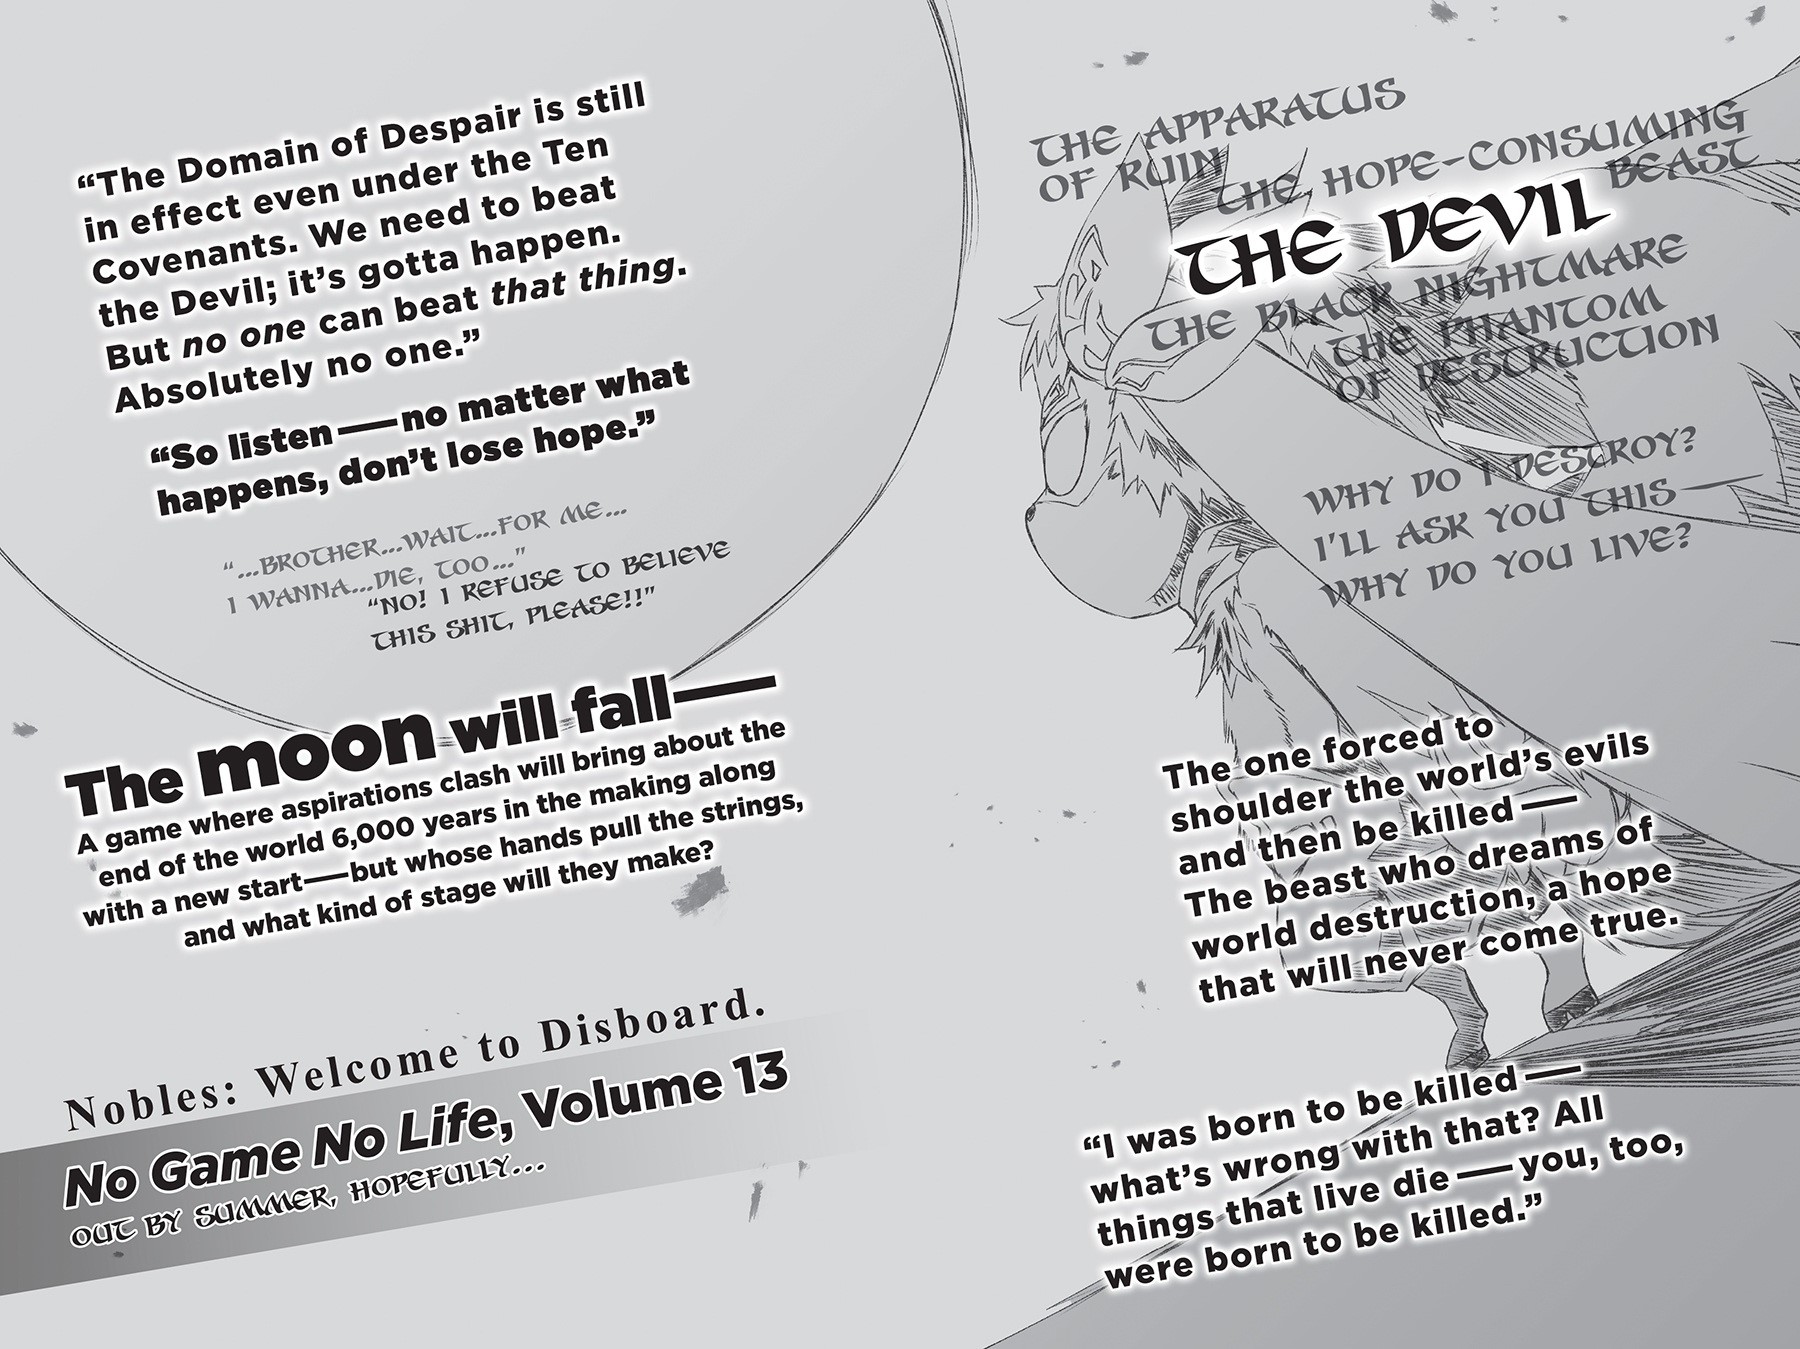 “The Domain of Despair is still
in effect even under the Ten
Covenants. We need to beat
the Devil; it’s gotta happen.
But no one can beat that thing.
Absolutely no one.”
“So listen—no matter what
happens, don’t lose hope.”
“...BROTHER...WAIT...FOR ME...
I WANNA...DIE, TOO...”
“NO! I REFUSE TO BELIEVE
THIS SHIT, PLEASE!!”
The moon will fall—
A game where aspirations clash will bring about the
end of the world 6,000 years in the making along
with a new start—but whose hands pull the strings,
and what kind of stage will they make?
Nobles: Welcome to Disboard.
No Game No Life, Volume 13
OUT BY SUMMER, HOPEFULLY...
THE APPARATUS
OF RUIN
THE HOPE-CONSUMING
BEAST
THE DEVIL
THE BLACK NIGHTMARE
THE PHANTOM
OF DESTRUCTION
WHY DO I DESTROY?
I’LL ASK YOU THIS—
WHY DO YOU LIVE?
The one forced to
shoulder the world’s evils
and then be killed—
The beast who dreams of
world destruction, a hope
that will never come true.
“I was born to be killed—
what’s wrong with that? All
things that live die—you, too,
were born to be killed.”